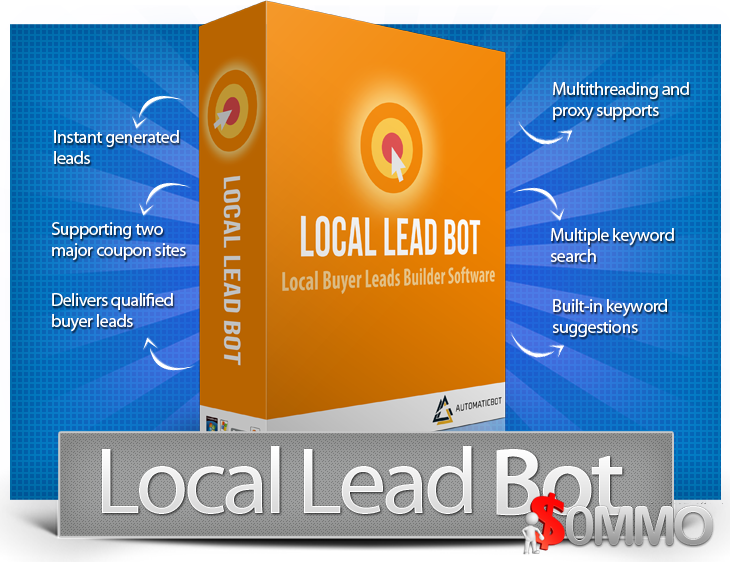 Instant generated
leads
Supporting two
major coupon sites
Delivers qualified
buyer leads
LOCAL LEAD BOT
LOCAL LEAD BOT
Local Buyer Leads Builder Software
AUTOMATICBOT
Multithreading and
proxy supports
Multiple keyword
search
Built-in keyword
suggestions
Local Lead Bot
$0MMO